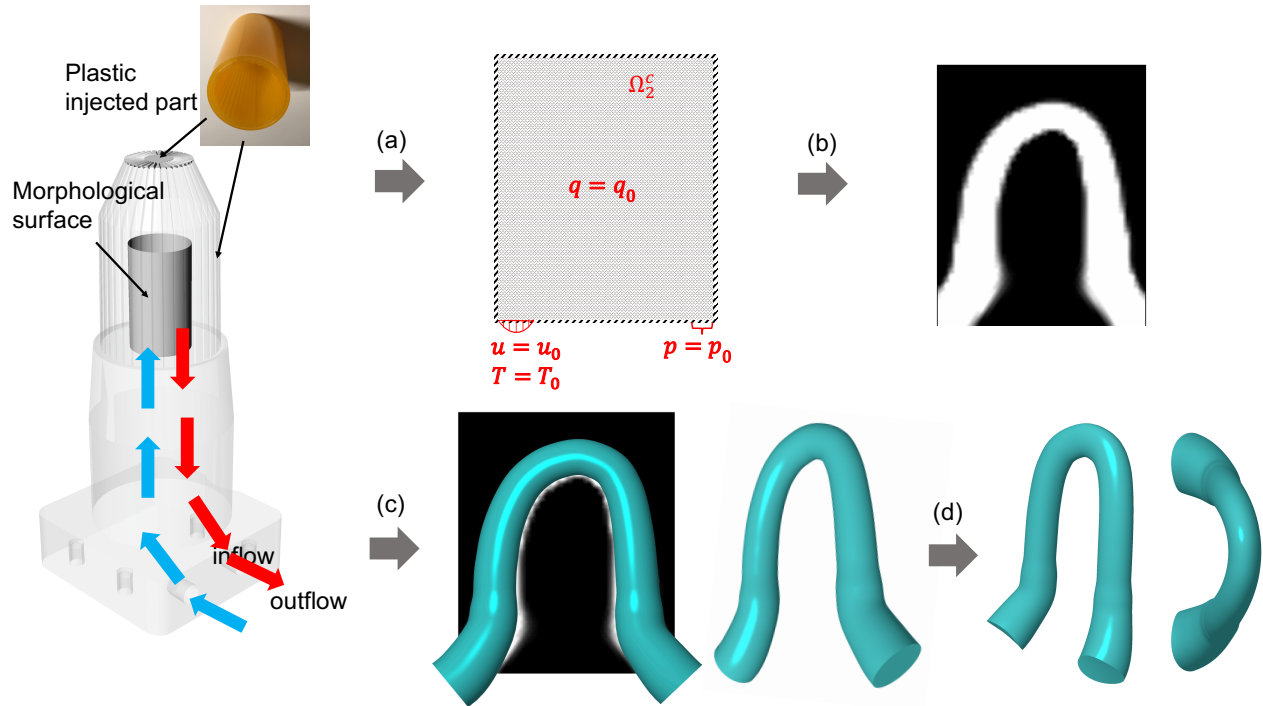 Plastic
injected part
Morphological
surface
inflow
outflow
(a)
Ω₂ᶜ
q = q₀
u = u₀
T = T₀
p = p₀
(b)
(c)
(d)